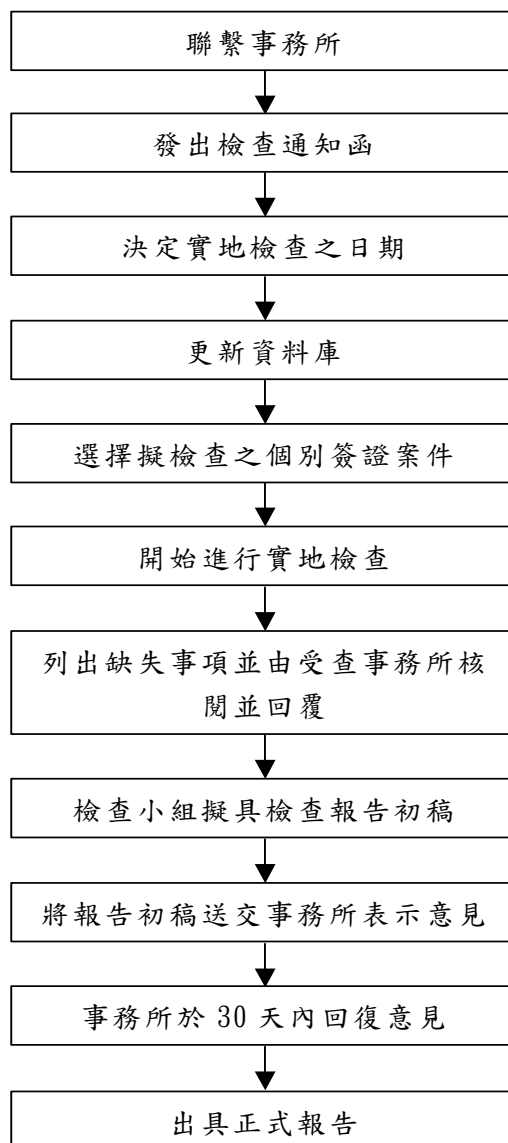 聯繫事務所
發出檢查通知函
決定實地檢查之日期
更新資料庫
選擇擬檢查之個別簽證案件
開始進行實地檢查
列出缺失事項並由受查事務所核
閱並回覆
檢查小組擬具檢查報告初稿
將報告初稿送交事務所表示意見
事務所於 30 天內回復意見
出具正式報告